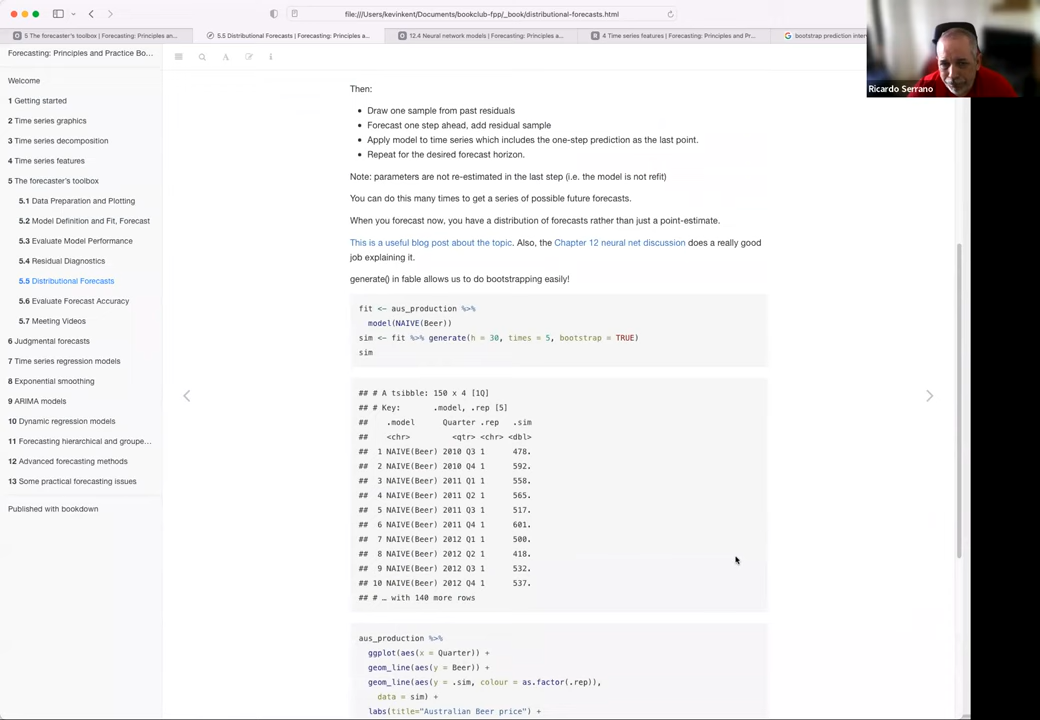 file:///Users/kevinkent/Documents/bookclub-fpp/_book/distributional-forecasts.html
5 The forecaster's toolbox | Forecasting: Principles an...
5.5 Distributional Forecasts | Forecasting: Principles a...
12.4 Neural network models | Forecasting: Principles a...
4 Time series features | Forecasting: Principles and Pr...
bootstrap prediction inter
Ricardo Serrano
Forecasting: Principles and Practice Bo...
Welcome
1 Getting started
2 Time series graphics
3 Time series decomposition
4 Time series features
5 The forecaster's toolbox
5.1 Data Preparation and Plotting
5.2 Model Definition and Fit, Forecast
5.3 Evaluate Model Performance
5.4 Residual Diagnostics
5.5 Distributional Forecasts
5.6 Evaluate Forecast Accuracy
5.7 Meeting Videos
6 Judgmental forecasts
7 Time series regression models
8 Exponential smoothing
9 ARIMA models
10 Dynamic regression models
11 Forecasting hierarchical and groupe...
12 Advanced forecasting methods
13 Some practical forecasting issues
Published with bookdown
Then:
• Draw one sample from past residuals
• Forecast one step ahead, add residual sample
• Apply model to time series which includes the one-step prediction as the last point.
• Repeat for the desired forecast horizon.
Note: parameters are not re-estimated in the last step (i.e. the model is not refit)
You can do this many times to get a series of possible future forecasts.
When you forecast now, you have a distribution of forecasts rather than just a point-estimate.
This is a useful blog post about the topic. Also, the Chapter 12 neural net discussion does a really good
job explaining it.
generate() in fable allows us to do bootstrapping easily!
fit <- aus_production %>%
model(NAIVE(Beer))
sim <- fit %>% generate(h = 30, times = 5, bootstrap = TRUE)
sim
## # A tsibble: 150 x 4 [1Q]
## # Key: .model, .rep [5]
## .model Quarter .rep .sim
## <chr> <qtr> <chr> <dbl>
## 1 NAIVE(Beer) 2010 Q3 1 478.
## 2 NAIVE(Beer) 2010 Q4 1 592.
## 3 NAIVE(Beer) 2011 Q1 1 558.
## 4 NAIVE(Beer) 2011 Q2 1 565.
## 5 NAIVE(Beer) 2011 Q3 1 517.
## 6 NAIVE(Beer) 2011 Q4 1 601.
## 7 NAIVE(Beer) 2012 Q1 1 500.
## 8 NAIVE(Beer) 2012 Q2 1 418.
## 9 NAIVE(Beer) 2012 Q3 1 532.
## 10 NAIVE(Beer) 2012 Q4 1 537.
## # … with 140 more rows
aus_production %>%
ggplot(aes(x = Quarter)) +
geom_line(aes(y = Beer)) +
geom_line(aes(y = .sim, colour = as.factor(.rep)),
data = sim) +
labs(title="Australian Beer price") +